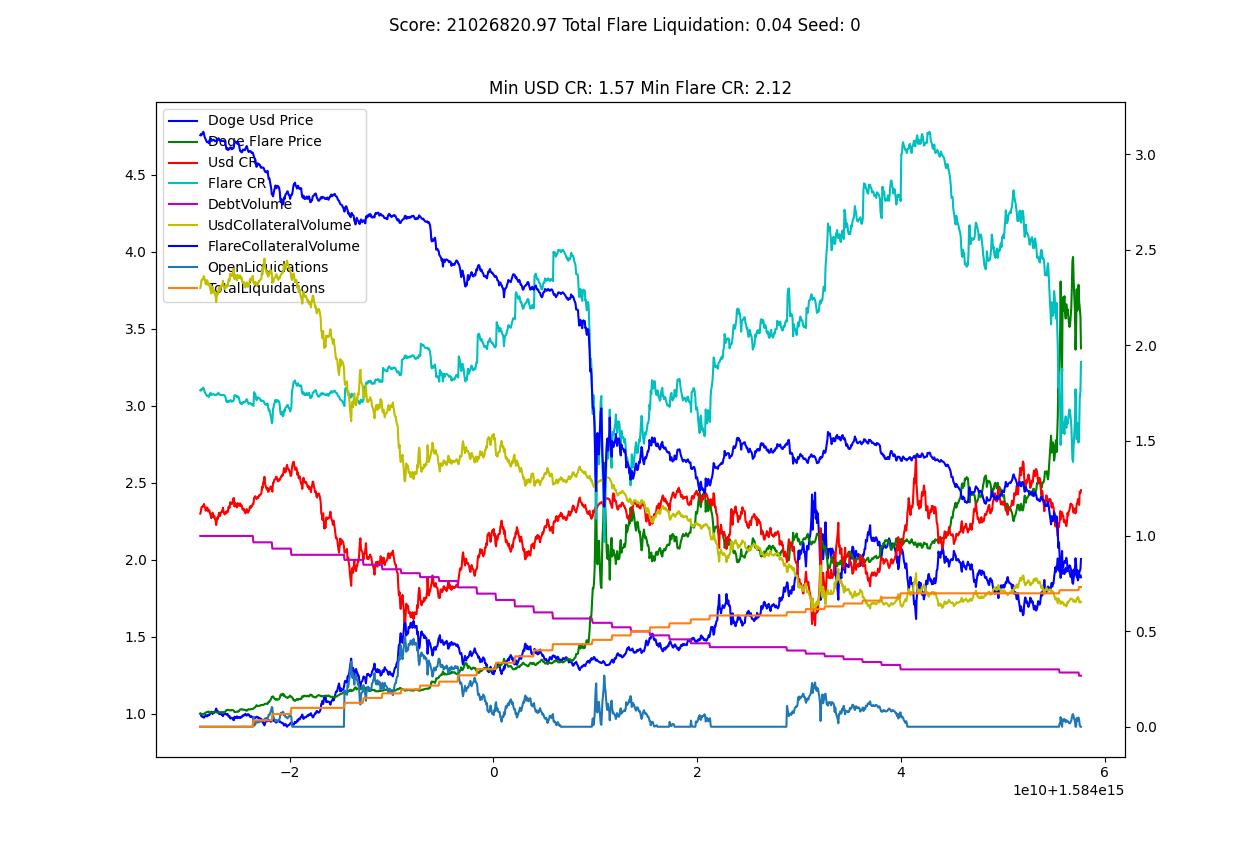 Score: 21026820.97 Total Flare Liquidation: 0.04 Seed: 0
Min USD CR: 1.57 Min Flare CR: 2.12
Doge Usd Price
Doge Flare Price
Usd CR
Flare CR
DebtVolume
UsdCollateralVolume
FlareCollateralVolume
OpenLiquidations
TotalLiquidations
4.5
4.0
3.5
3.0
2.5
2.0
1.5
1.0
3.0
2.5
2.0
1.5
1.0
0.5
0.0
−2 0 2 4 6
1e10+1.584e15